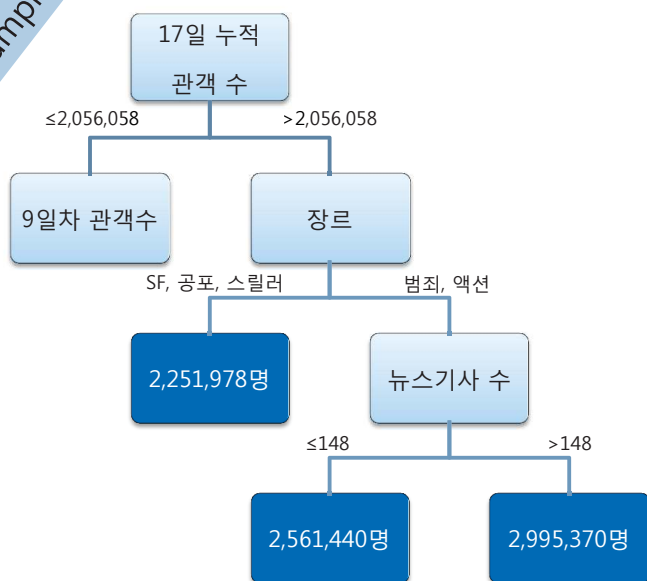 17일 누적
관객 수
≤2,056,058
>2,056,058
9일차 관객수
장르
SF, 공포, 스릴러
범죄, 액션
2,251,978명
뉴스기사 수
≤148
>148
2,561,440명
2,995,370명